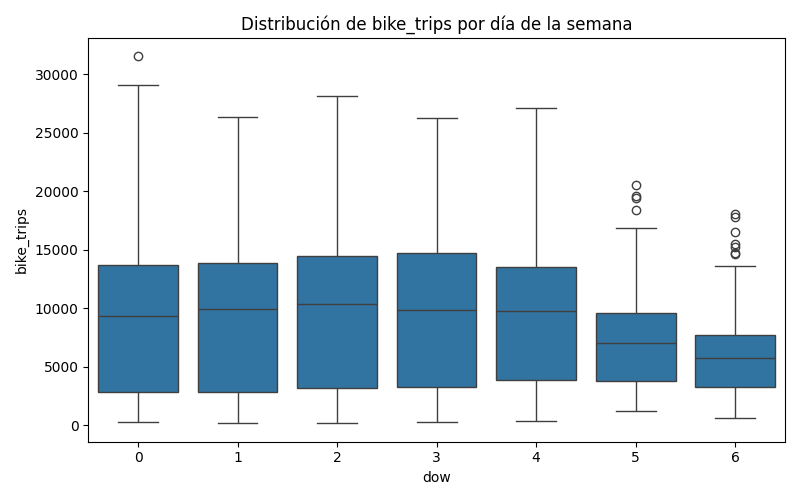 Distribución de bike_trips por día de la semana
30000
25000
20000
15000
10000
5000
0
bike_trips
0 1 2 3 4 5 6
dow